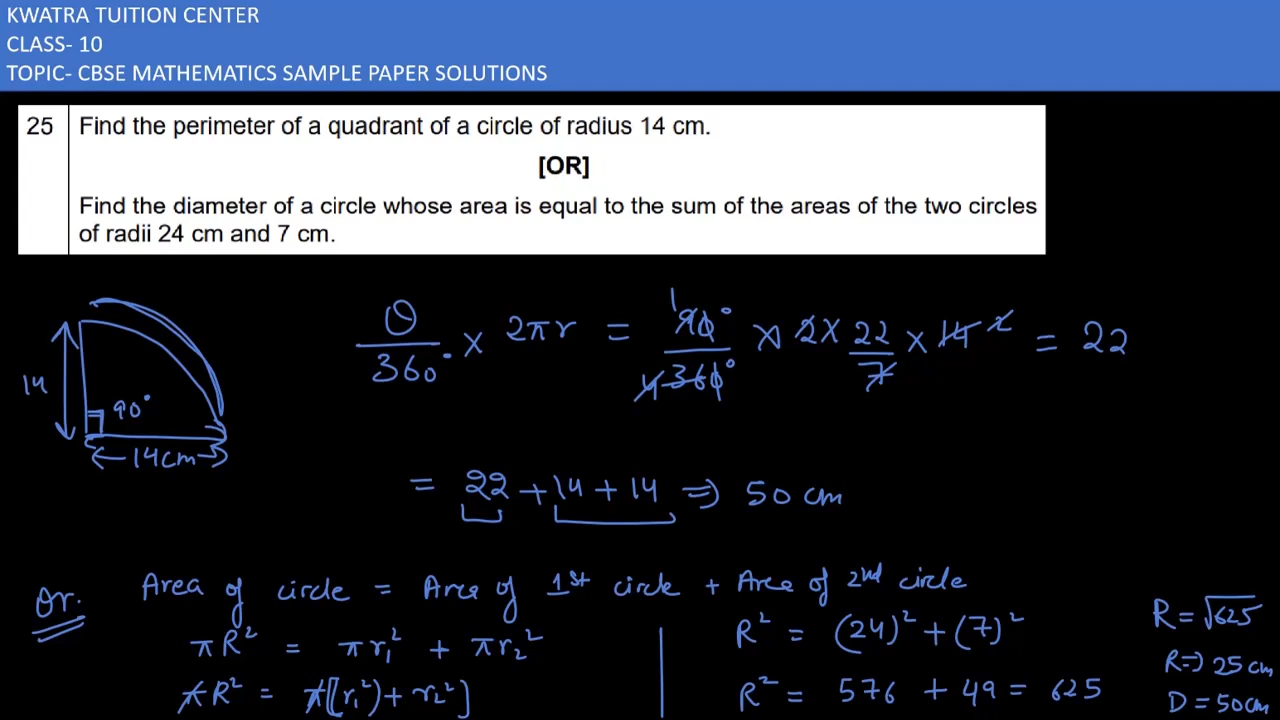 KWATRA TUITION CENTER
CLASS- 10
TOPIC- CBSE MATHEMATICS SAMPLE PAPER SOLUTIONS
25 Find the perimeter of a quadrant of a circle of radius 14 cm.
[OR]
Find the diameter of a circle whose area is equal to the sum of the areas of the two circles
of radii 24 cm and 7 cm.
14
90°
14cm
θ/360° × 2πr = 90°/360° × 2 × 22/7 × 14 = 22
1
4
2
= 22 + 14 + 14 ⇒ 50 cm
Or.
Area of circle = Area of 1st circle + Area of 2nd circle
πR² = πr₁² + πr₂²
πR² = π[(r₁²) + r₂²]
R² = (24)² + (7)²
R² = 576 + 49 = 625
R = √625
R ⇒ 25 cm
D = 50cm